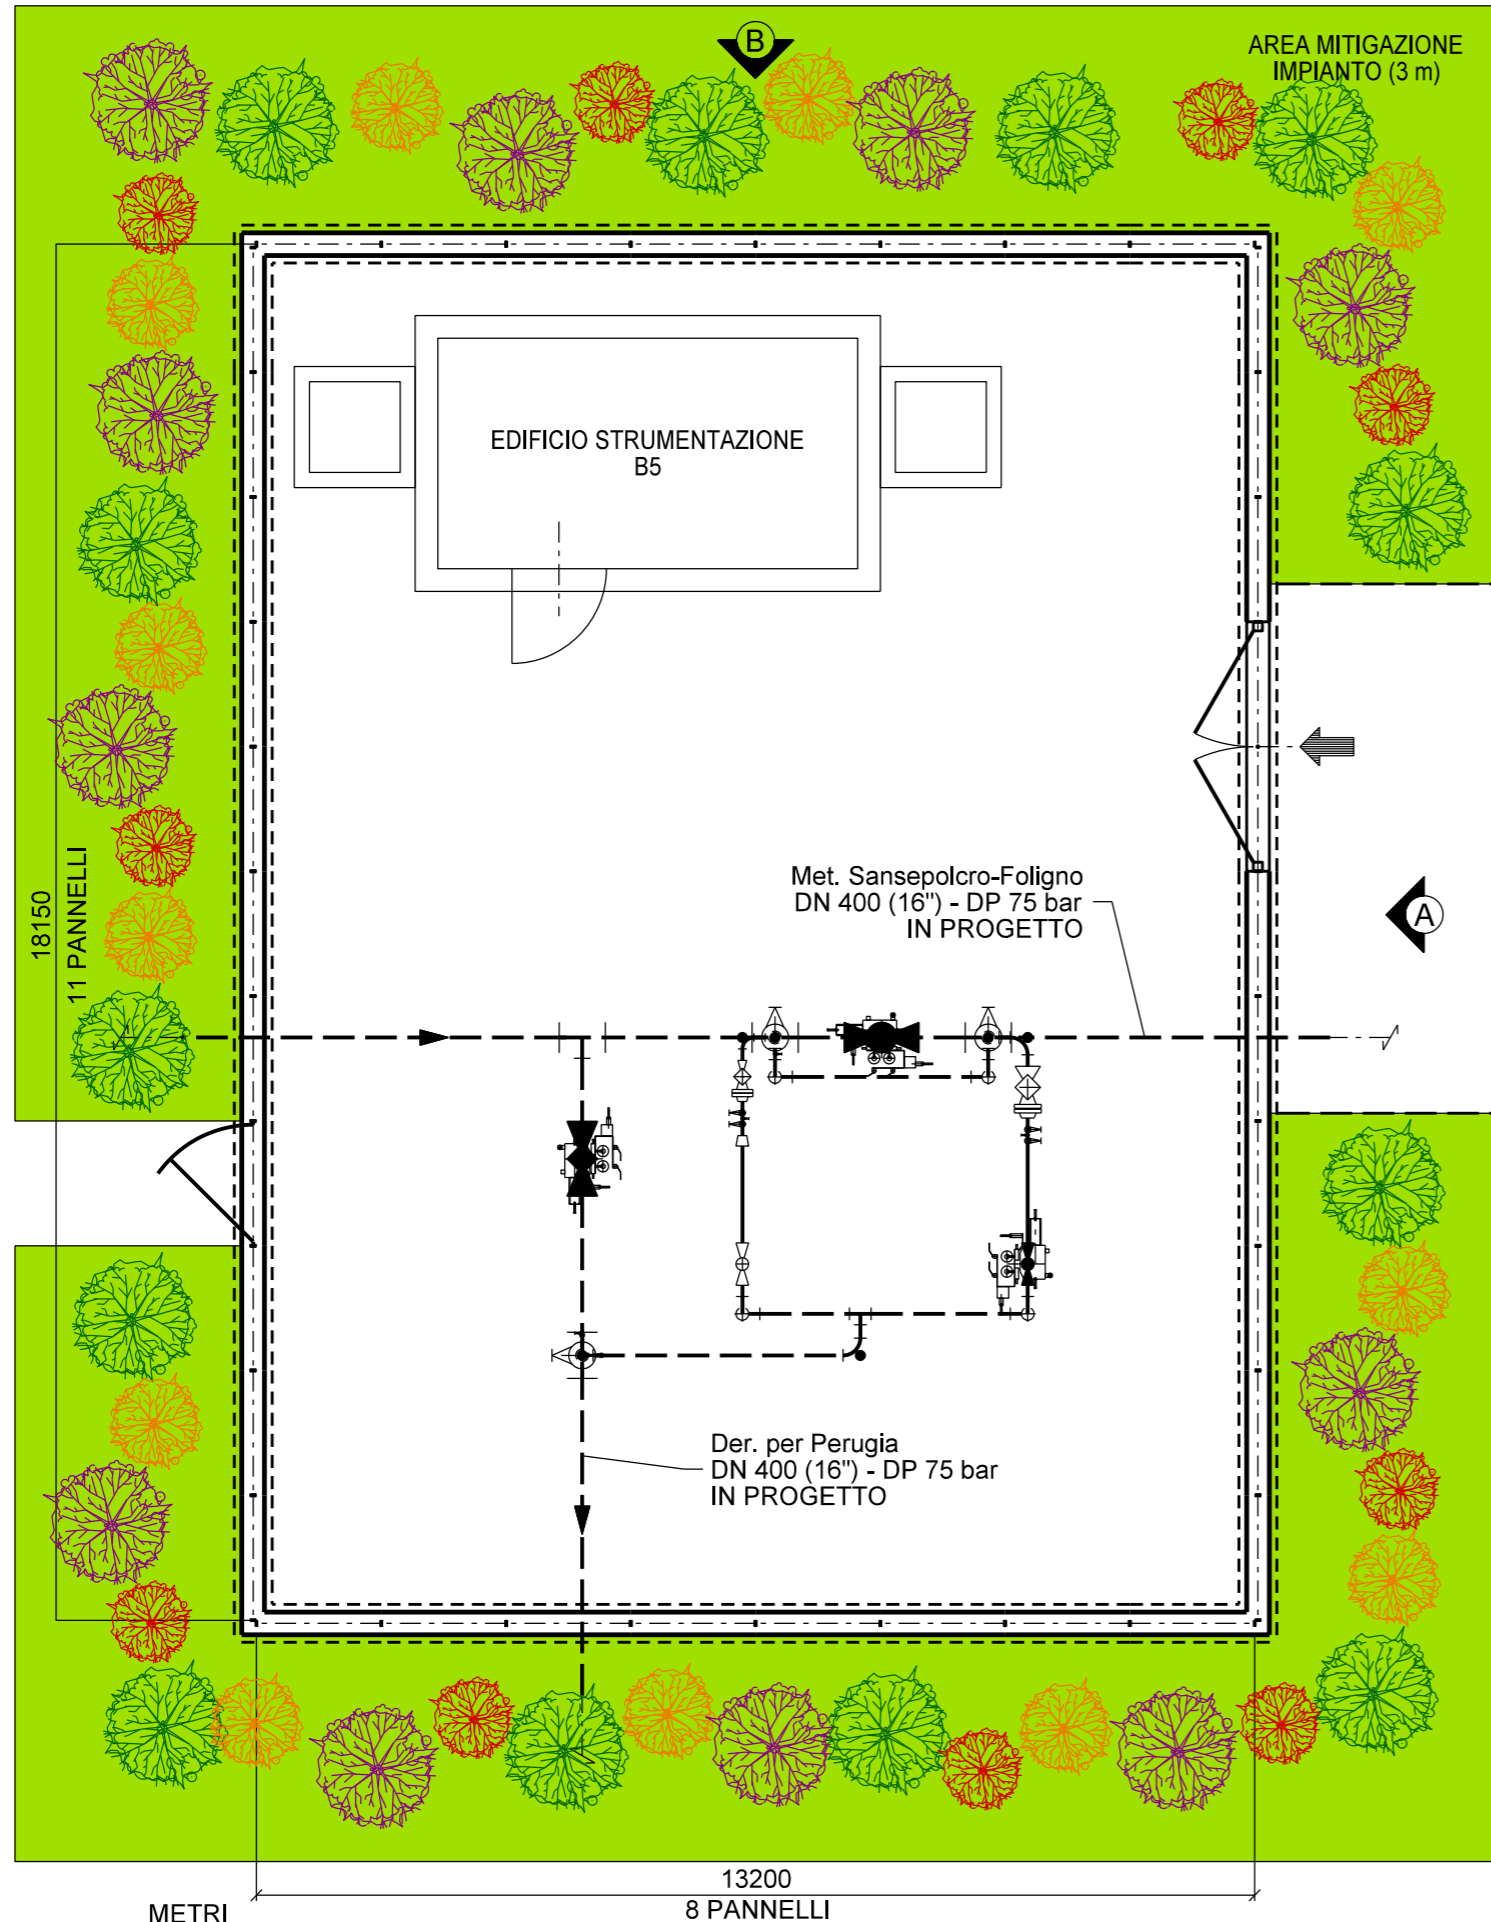 B
AREA MITIGAZIONE
IMPIANTO (3 m)
EDIFICIO STRUMENTAZIONE
B5
Met. Sansepolcro-Foligno
DN 400 (16") - DP 75 bar
IN PROGETTO
A
18150
11 PANNELLI
Der. per Perugia
DN 400 (16") - DP 75 bar
IN PROGETTO
13200
8 PANNELLI
METRI